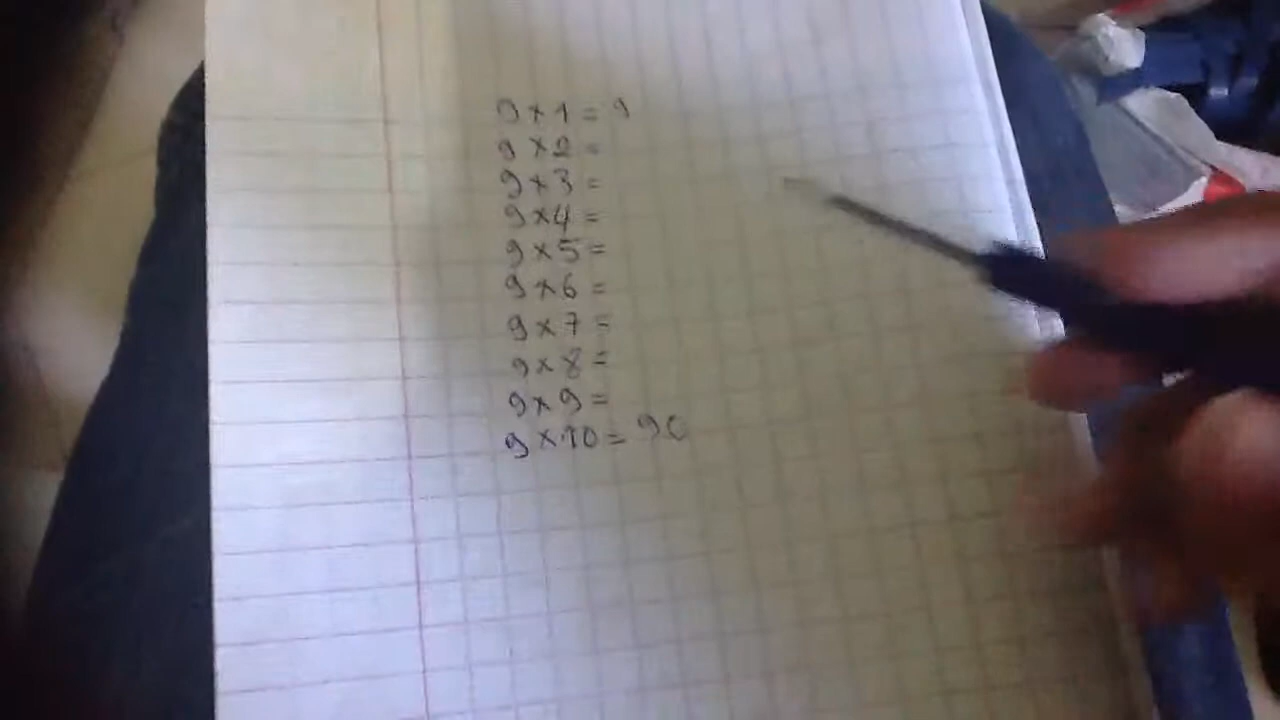 9 × 1 = 9
9 × 2 =
9 × 3 =
9 × 4 =
9 × 5 =
9 × 6 =
9 × 7 =
9 × 8 =
9 × 9 =
9 × 10 = 90